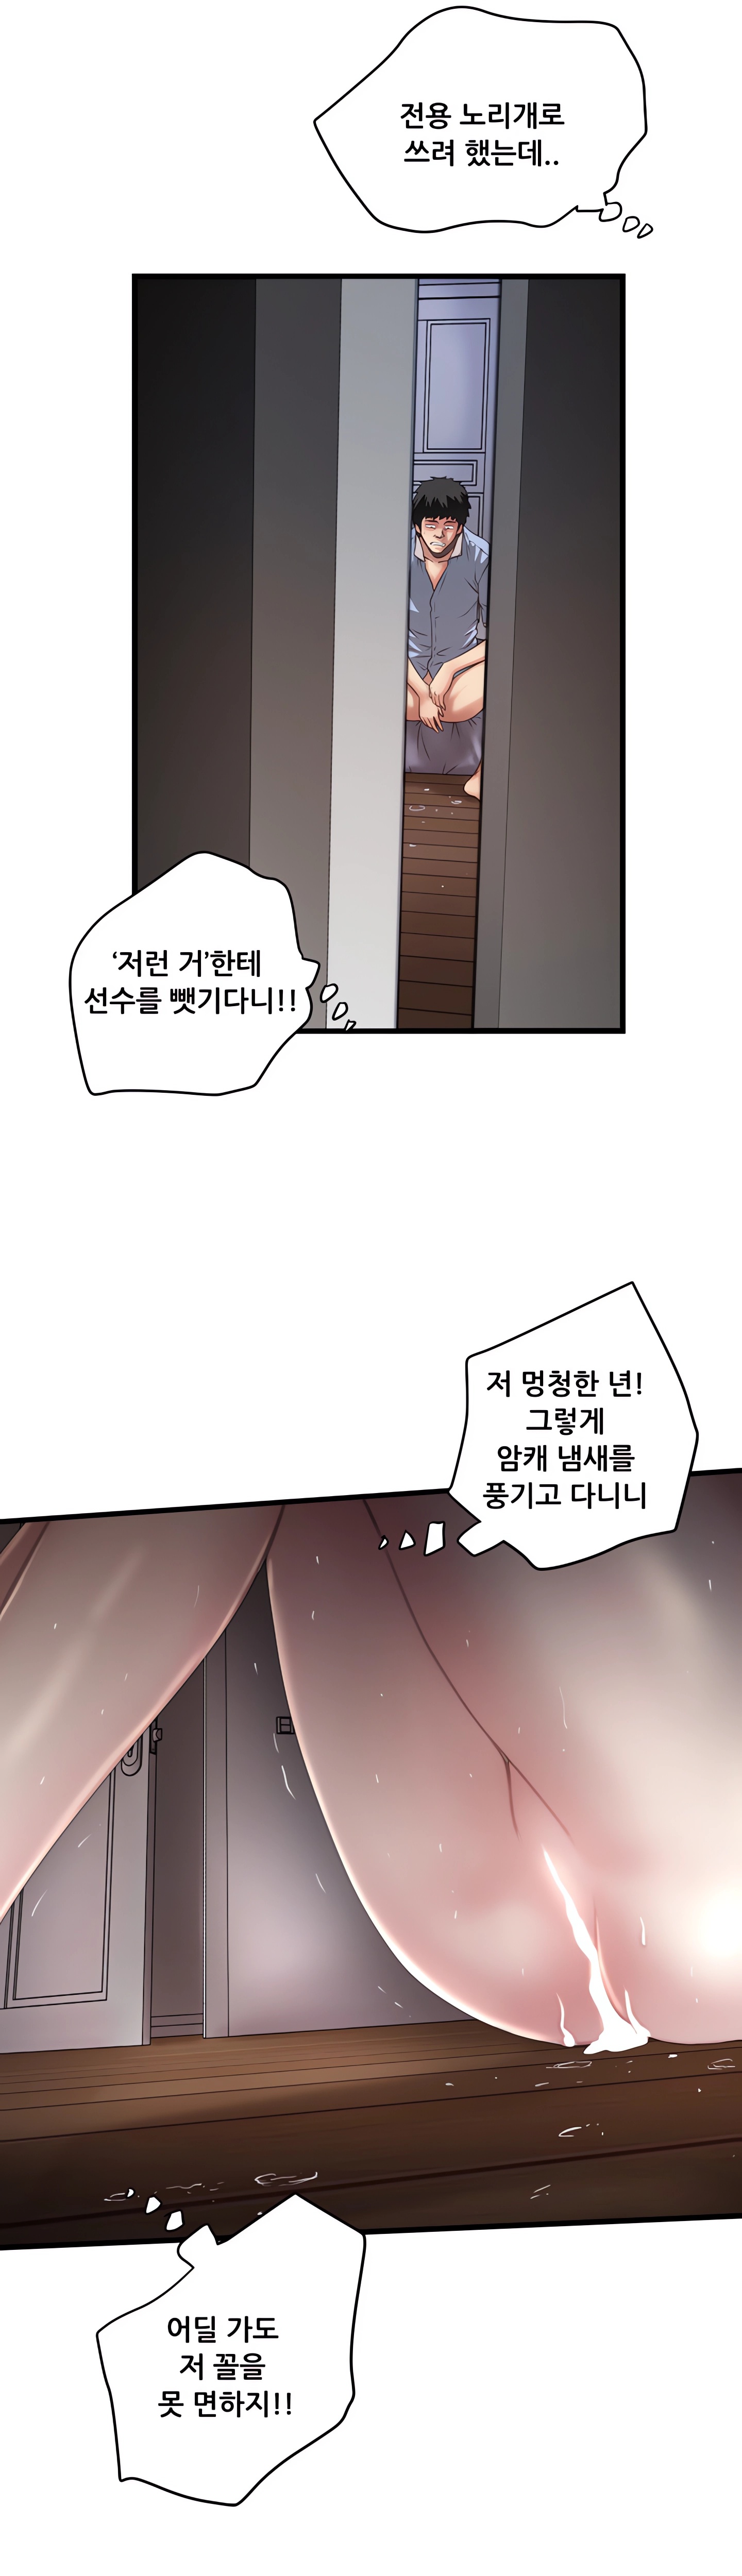 전용 노리개로
쓰려 했는데..
‘저런 거’한테
선수를 뺏기다니!!
저 멍청한 년!
그렇게
암캐 냄새를
풍기고 다니니
어딜 가도
저 꼴을
못 면하지!!